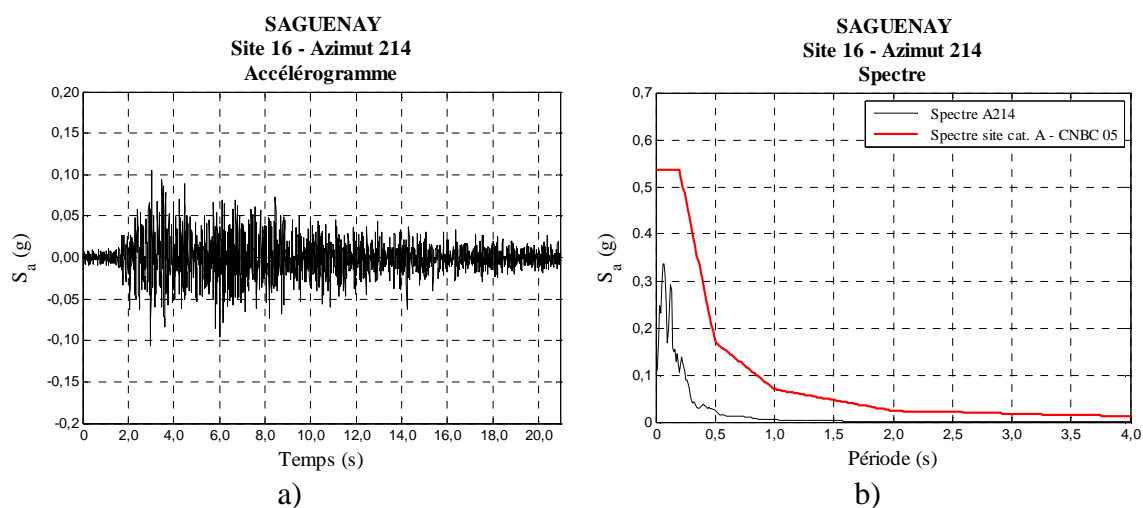 SAGUENAY
Site 16 - Azimut 214
Accélérogramme
0,20
0,15
0,10
0,05
0,00
-0,05
-0,10
-0,15
-0,2
S a (g)
0 2,0 4,0 6,0 8,0 10,0 12,0 14,0 16,0 18,0 20,0
Temps (s)
a)
SAGUENAY
Site 16 - Azimut 214
Spectre
0,7
0,6
0,5
0,4
0,3
0,2
0,1
0
S a (g)
Spectre A214
Spectre site cat. A - CNBC 05
0 0,5 1,0 1,5 2,0 2,5 3,0 3,5 4,0
Période (s)
b)